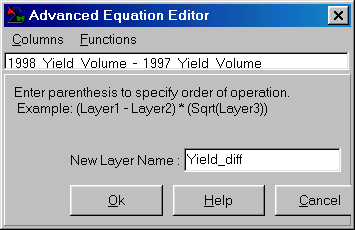 Advanced Equation Editor
Columns Functions
1998 Yield Volume - 1997 Yield Volume
Enter parenthesis to specify order of operation.
Example: (Layer1 - Layer2) * (Sqrt(Layer3))
New Layer Name : Yield_diff
Ok Help Cancel